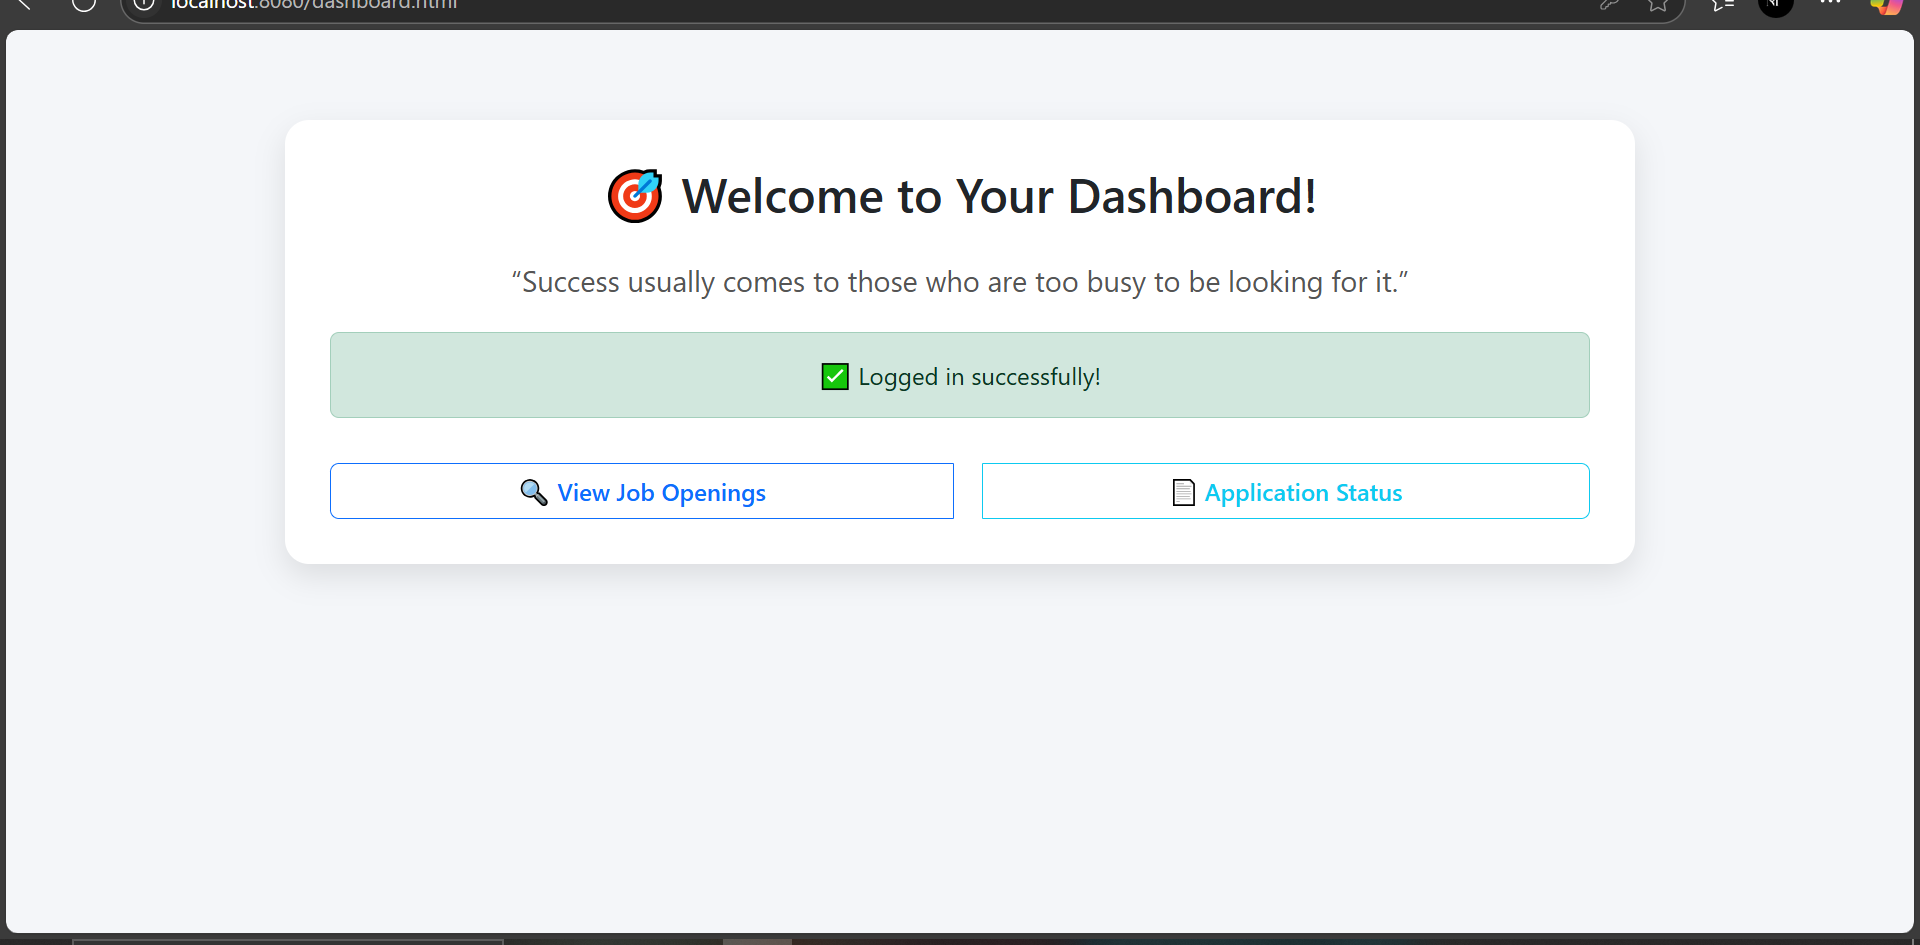 localhost:8080/dashboard.html
🎯 Welcome to Your Dashboard!
“Success usually comes to those who are too busy to be looking for it.”
✅ Logged in successfully!
🔍 View Job Openings
📄 Application Status